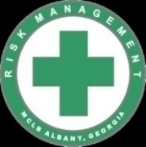 RISK MANAGEMENT
MCLB ALBANY, GEORGIA